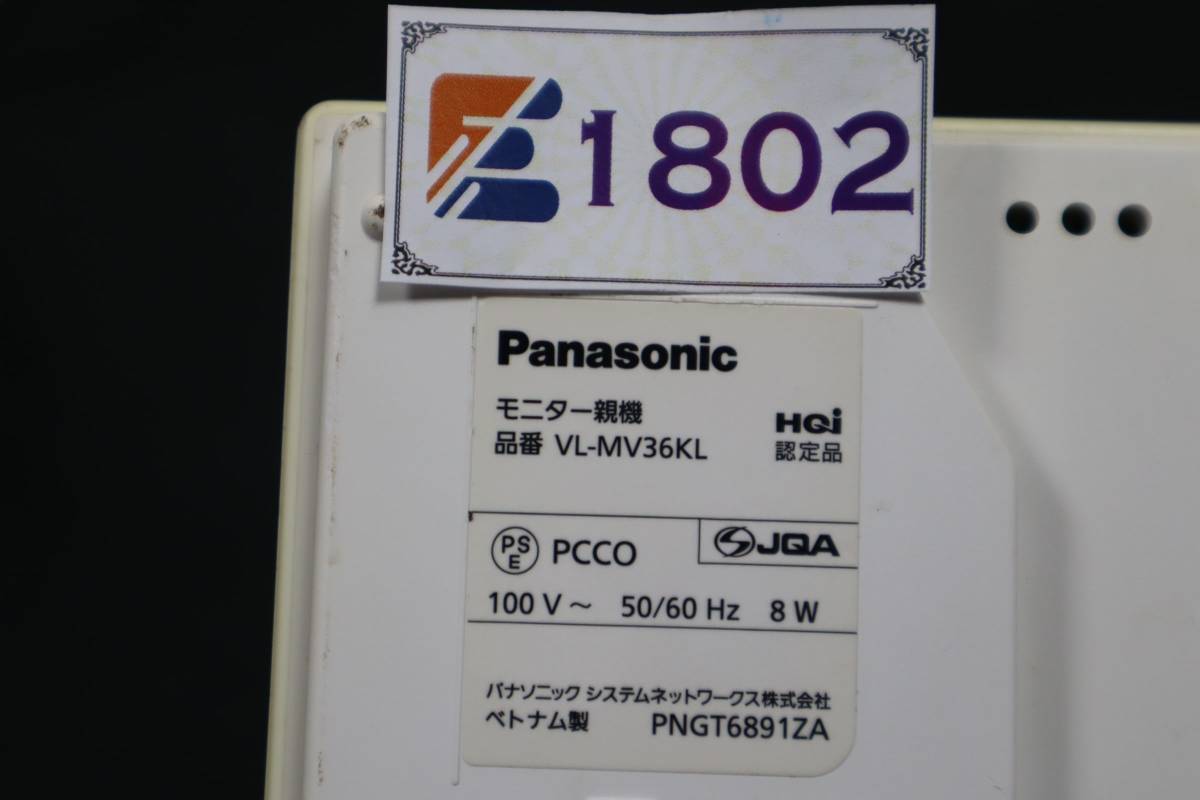 1802
Panasonic
モニター親機
品番 VL-MV36KL
HQi
認定品
PSE PCCO
JQA
100 V ～ 50/60 Hz 8 W
パナソニック システムネットワークス株式会社
ベトナム製 PNGT6891ZA